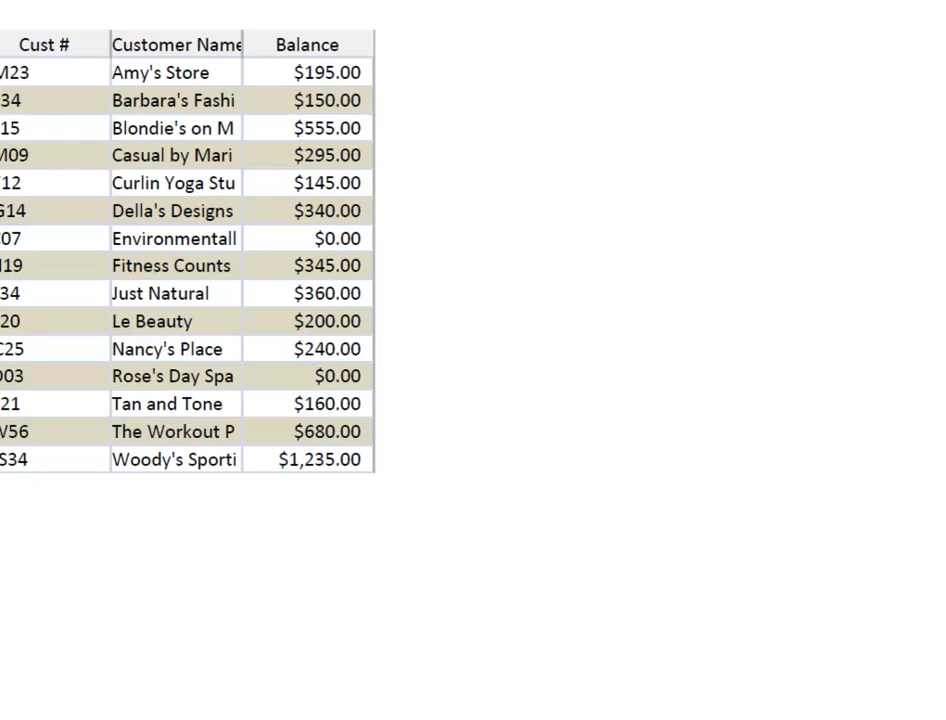 Cust # Customer Name Balance
M23 Amy's Store $195.00
34 Barbara's Fashi $150.00
15 Blondie's on M $555.00
M09 Casual by Mari $295.00
12 Curlin Yoga Stu $145.00
G14 Della's Designs $340.00
07 Environmentall $0.00
19 Fitness Counts $345.00
34 Just Natural $360.00
20 Le Beauty $200.00
C25 Nancy's Place $240.00
03 Rose's Day Spa $0.00
21 Tan and Tone $160.00
W56 The Workout P $680.00
S34 Woody's Sporti $1,235.00